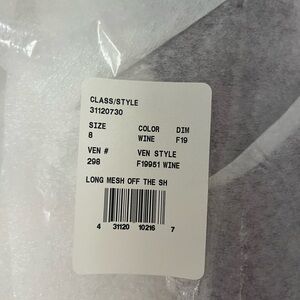 CLASS/STYLE
31120730
SIZE COLOR DIM
8 WINE F19
VEN # VEN STYLE
298 F19951 WINE
LONG MESH OFF THE SH
4 31120 10216 7